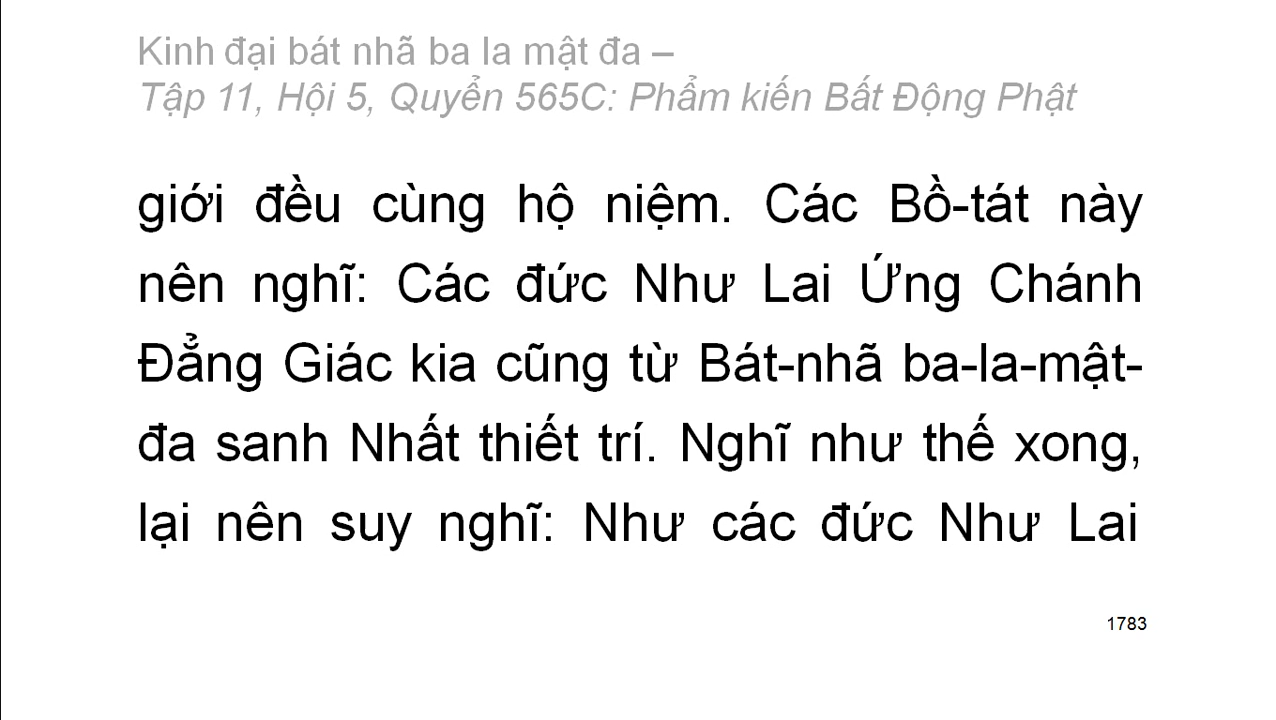 Kinh đại bát nhã ba la mật đa –
Tập 11, Hội 5, Quyển 565C: Phẩm kiến Bất Động Phật
giới đều cùng hộ niệm. Các Bồ-tát này
nên nghĩ: Các đức Như Lai Ứng Chánh
Đẳng Giác kia cũng từ Bát-nhã ba-la-mật-
đa sanh Nhất thiết trí. Nghĩ như thế xong,
lại nên suy nghĩ: Như các đức Như Lai
1783